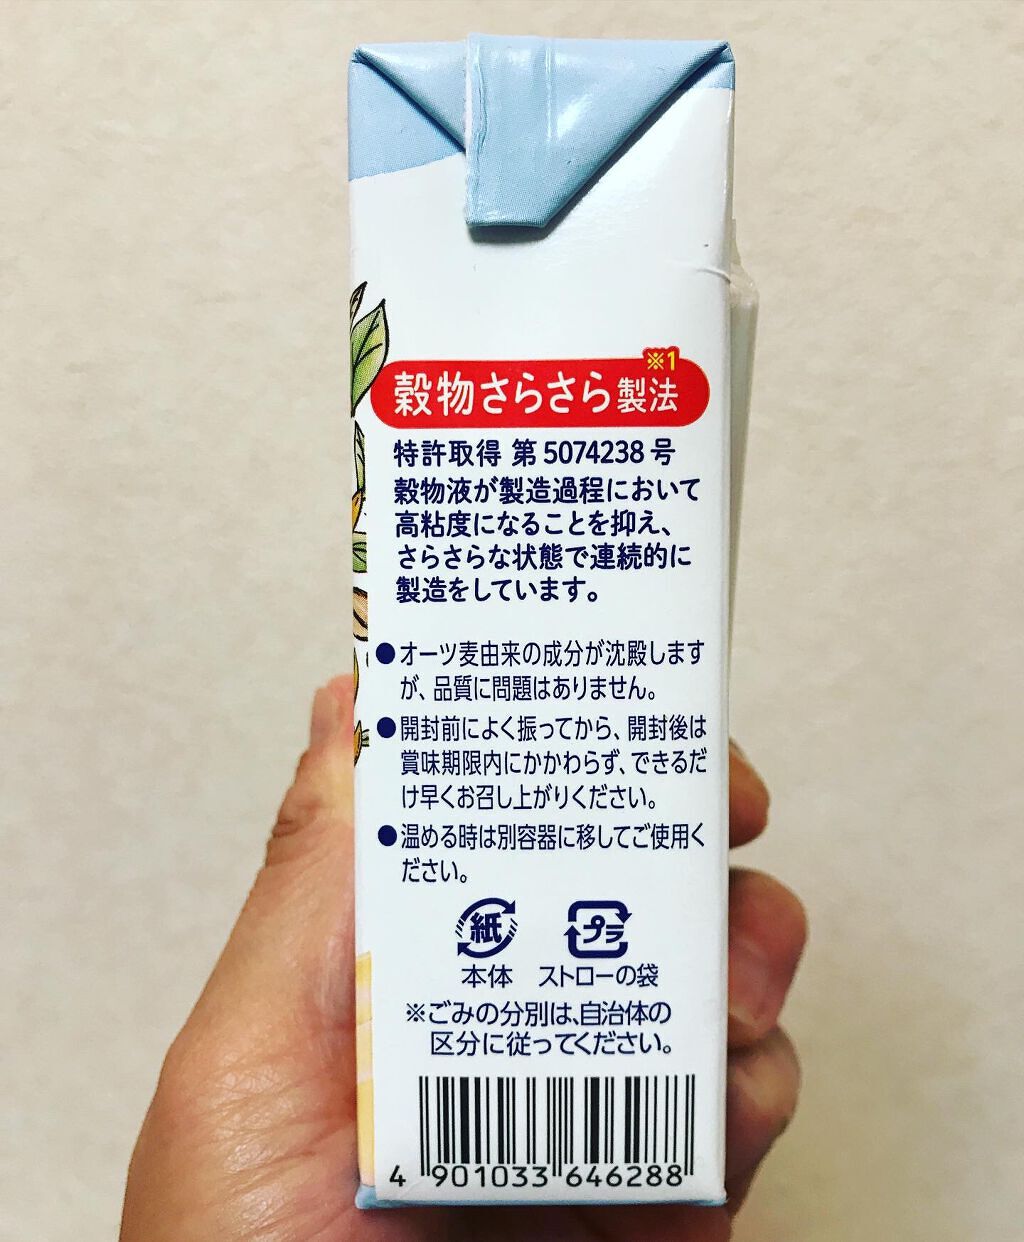 穀物さらさら製法※1
特許取得 第5074238号
穀物液が製造過程において
高粘度になることを抑え、
さらさらな状態で連続的に
製造をしています。
●オーツ麦由来の成分が沈殿します
が、品質に問題はありません。
●開封前によく振ってから、開封後は
賞味期限内にかかわらず、できるだ
け早くお召し上がりください。
●温める時は別容器に移してご使用く
ださい。
紙 プラ
本体 ストローの袋
※ごみの分別は、自治体の
区分に従ってください。
4 901033 646288